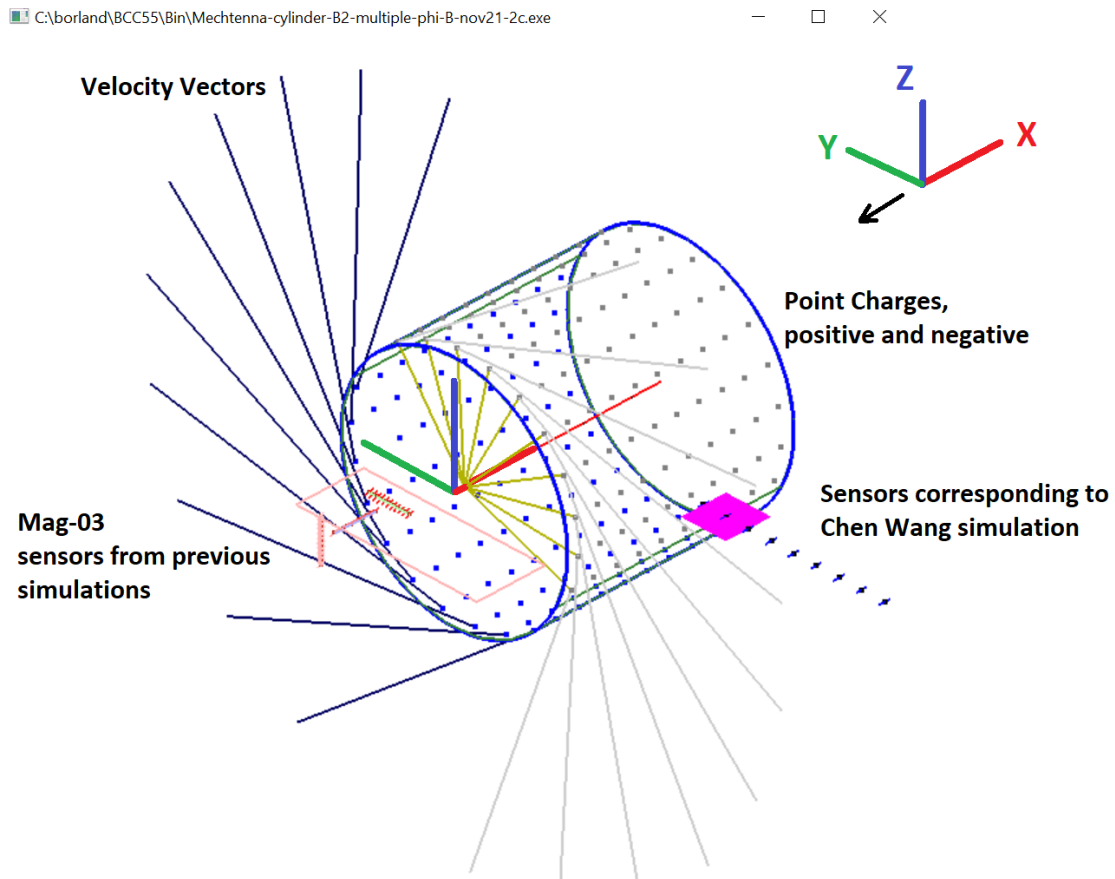 C:\borland\BCC55\Bin\Mechtenna-cylinder-B2-multiple-phi-B-nov21-2c.exe
Velocity Vectors
Z
Y
X
Point Charges,
positive and negative
Sensors corresponding to
Chen Wang simulation
Mag-03
sensors from previous
simulations